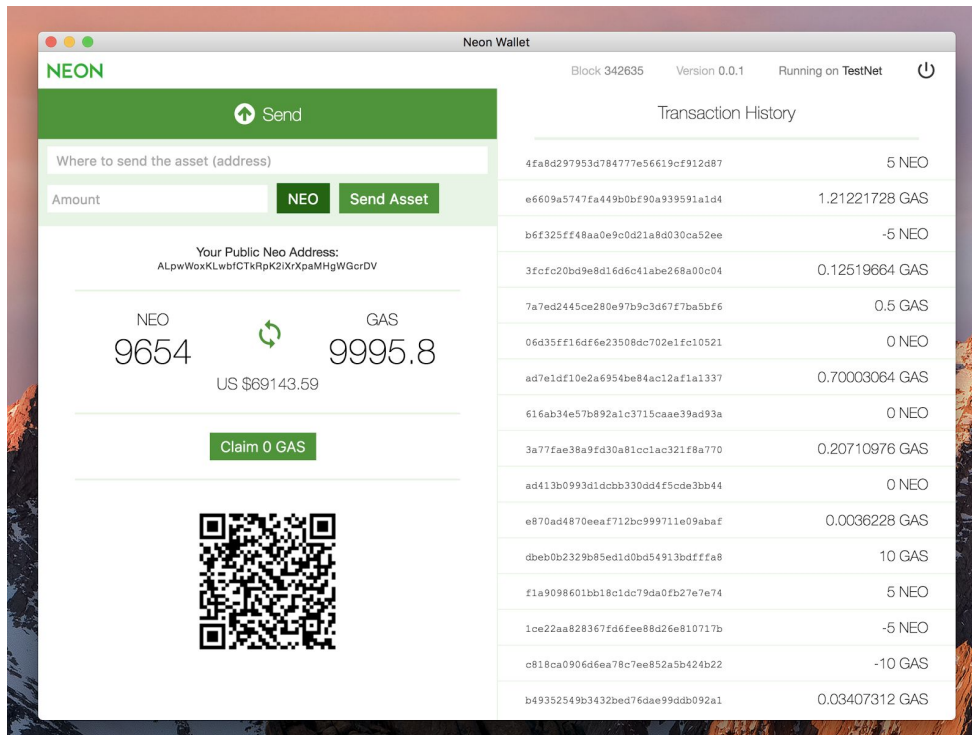 Neon Wallet
NEON
Block 342635 Version 0.0.1 Running on TestNet
Send
Where to send the asset (address)
Amount NEO Send Asset
Your Public Neo Address:
ALpwWoxKLwbfCTkRpK2iXrXpaMHgWGcrDV
NEO GAS
9654 9995.8
US $69143.59
Claim 0 GAS
Transaction History
4fa8d297953d784777e56619cf912d87 5 NEO
e6609a5747fa449b0bf90a939591a1d4 1.21221728 GAS
b6f325ff48aa0e9c0d21a8d030ca52ee -5 NEO
3fcfc20bd9e8d16d6c41abe268a00c04 0.12519664 GAS
7a7ed2445ce280e97b9c3d67f7ba5bf6 0.5 GAS
06d35ff16df6e23508dc702e1fc10521 0 NEO
ad7e1df10e2a6954be84ac12af1a1337 0.70003064 GAS
616ab34e57b892a1c3715caae39ad93a 0 NEO
3a77fae38a9fd30a81cc1ac321f8a770 0.20710976 GAS
ad413b0993d1dcbb330dd4f5cde3bb44 0 NEO
e870ad4870eeaf712bc999711e09abaf 0.0036228 GAS
dbeb0b2329b85ed1d0bd54913bdfffa8 10 GAS
f1a9098601bb18c1dc79da0fb27e7e74 5 NEO
1ce22aa828367fd6fee88d26e810717b -5 NEO
c818ca0906d6ea78c7ee852a5b424b22 -10 GAS
b49352549b3432bed76dae99ddb092a1 0.03407312 GAS